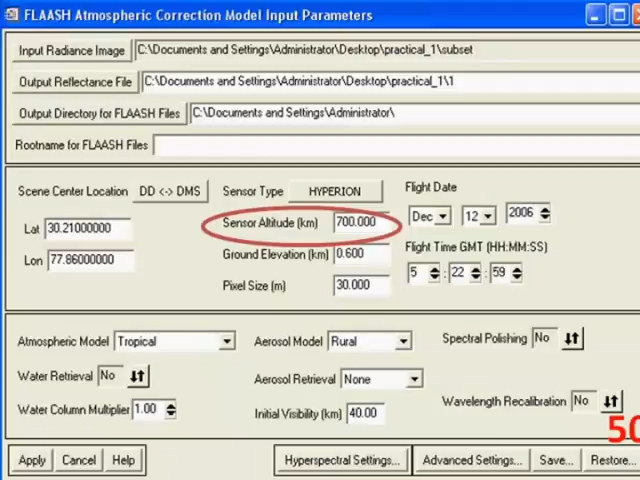 FLAASH Atmospheric Correction Model Input Parameters
Input Radiance Image C:\Documents and Settings\Administrator\Desktop\practical_1\subset
Output Reflectance File C:\Documents and Settings\Administrator\Desktop\practical_1\1
Output Directory for FLAASH Files C:\Documents and Settings\Administrator\
Rootname for FLAASH Files
Scene Center Location DD <-> DMS Sensor Type HYPERION Flight Date
Lat 30.21000000 Sensor Altitude (km) 700.000 Dec 12 2006
Lon 77.86000000 Ground Elevation (km) 0.600 Flight Time GMT (HH:MM:SS)
Pixel Size (m) 30.000 5 : 22 : 59
Atmospheric Model Tropical Aerosol Model Rural Spectral Polishing No
Water Retrieval No Aerosol Retrieval None
Water Column Multiplier 1.00 Initial Visibility (km) 40.00 Wavelength Recalibration No
50
Apply Cancel Help Hyperspectral Settings... Advanced Settings... Save... Restore...